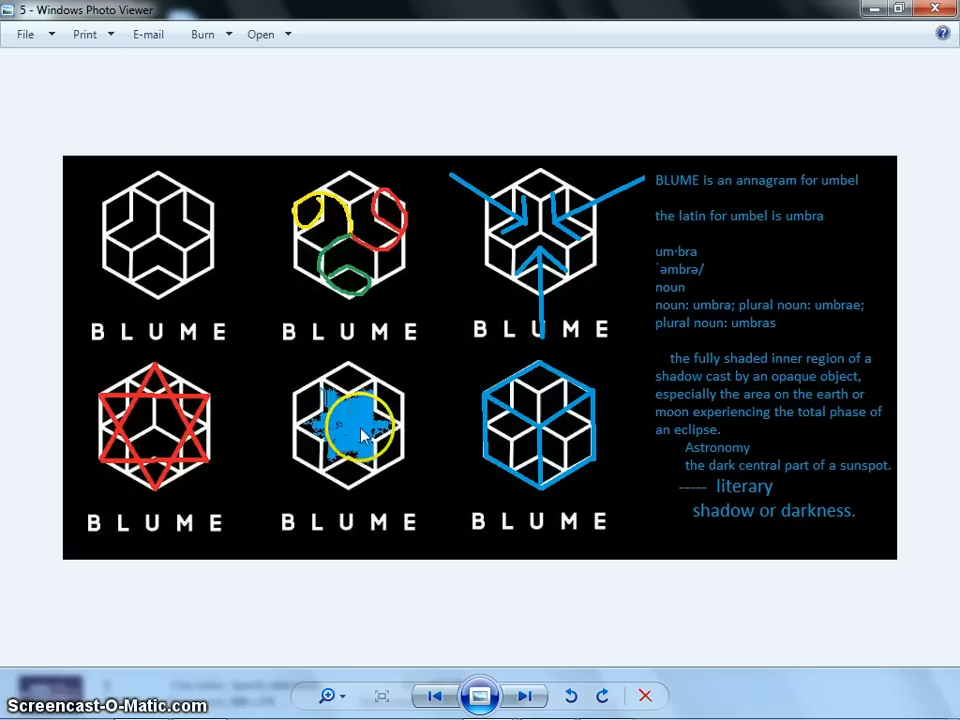 5 - Windows Photo Viewer
File Print E-mail Burn Open
BLUME
BLUME
BLUME
BLUME is an annagram for umbel
the latin for umbel is umbra
um·bra
ˈəmbrə/
noun
noun: umbra; plural noun: umbrae;
plural noun: umbras
the fully shaded inner region of a
shadow cast by an opaque object,
especially the area on the earth or
moon experiencing the total phase of
an eclipse.
Astronomy
the dark central part of a sunspot.
----- literary
shadow or darkness.
BLUME
BLUME
BLUME
Screencast-O-Matic.com